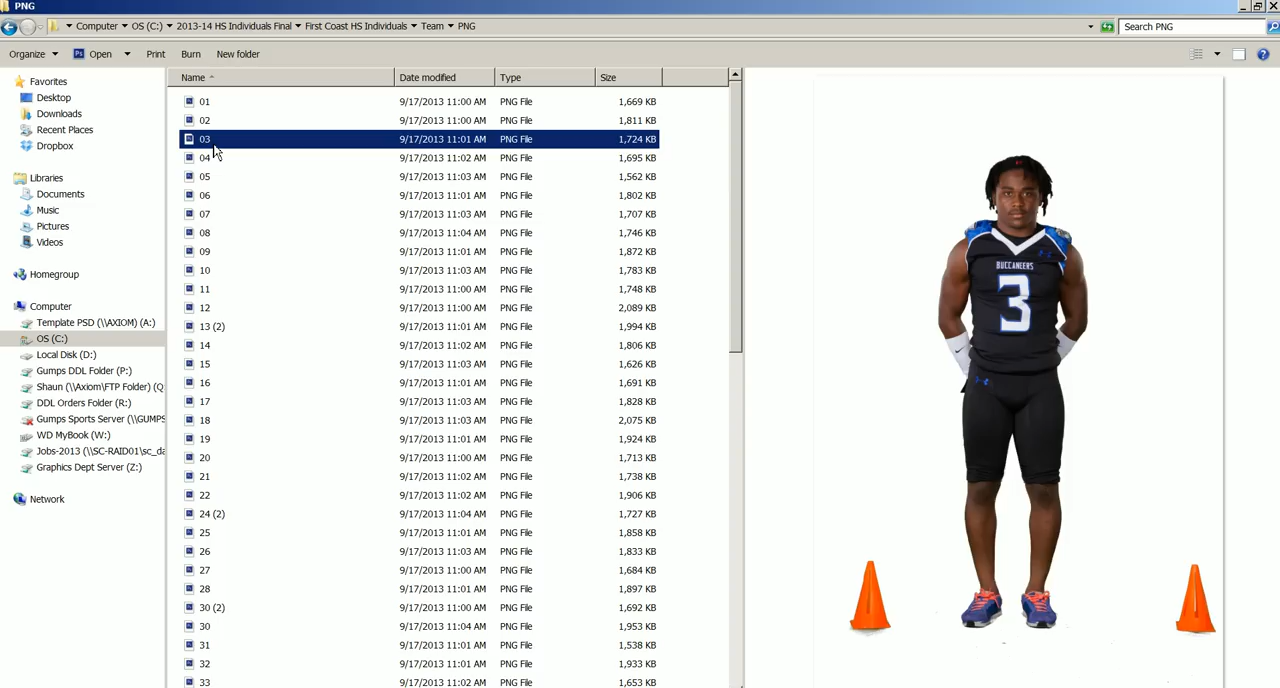 PNG
Computer OS (C:) 2013-14 HS Individuals Final First Coast HS Individuals Team PNG Search PNG
Organize Open Print Burn New folder
Name Date modified Type Size
Favorites
Desktop
Downloads
Recent Places
Dropbox
Libraries
Documents
Music
Pictures
Videos
Homegroup
Computer
Template PSD (\\AXIOM) (A:)
OS (C:)
Local Disk (D:)
Gumps DDL Folder (P:)
Shaun (\\Axiom\FTP Folder) (Q
DDL Orders Folder (R:)
Gumps Sports Server (\\GUMPS
WD MyBook (W:)
Jobs-2013 (\\SC-RAID01\sc_da
Graphics Dept Server (Z:)
Network
01 9/17/2013 11:00 AM PNG File 1,669 KB
02 9/17/2013 11:00 AM PNG File 1,811 KB
03 9/17/2013 11:01 AM PNG File 1,724 KB
04 9/17/2013 11:02 AM PNG File 1,695 KB
05 9/17/2013 11:03 AM PNG File 1,562 KB
06 9/17/2013 11:01 AM PNG File 1,802 KB
07 9/17/2013 11:03 AM PNG File 1,707 KB
08 9/17/2013 11:04 AM PNG File 1,746 KB
09 9/17/2013 11:01 AM PNG File 1,872 KB
10 9/17/2013 11:03 AM PNG File 1,783 KB
11 9/17/2013 11:01 AM PNG File 1,748 KB
12 9/17/2013 11:00 AM PNG File 2,089 KB
13 (2) 9/17/2013 11:01 AM PNG File 1,994 KB
14 9/17/2013 11:02 AM PNG File 1,806 KB
15 9/17/2013 11:01 AM PNG File 1,626 KB
16 9/17/2013 11:01 AM PNG File 1,691 KB
17 9/17/2013 11:03 AM PNG File 1,828 KB
18 9/17/2013 11:03 AM PNG File 2,075 KB
19 9/17/2013 11:01 AM PNG File 1,924 KB
20 9/17/2013 11:00 AM PNG File 1,713 KB
21 9/17/2013 11:02 AM PNG File 1,738 KB
22 9/17/2013 11:02 AM PNG File 1,906 KB
24 (2) 9/17/2013 11:04 AM PNG File 1,727 KB
25 9/17/2013 11:01 AM PNG File 1,858 KB
26 9/17/2013 11:03 AM PNG File 1,833 KB
27 9/17/2013 11:00 AM PNG File 1,684 KB
28 9/17/2013 11:01 AM PNG File 1,897 KB
30 (2) 9/17/2013 11:00 AM PNG File 1,692 KB
30 9/17/2013 11:04 AM PNG File 1,953 KB
31 9/17/2013 11:01 AM PNG File 1,538 KB
32 9/17/2013 11:01 AM PNG File 1,933 KB
33 9/17/2013 11:02 AM PNG File 1,653 KB
BUCCANEERS
3